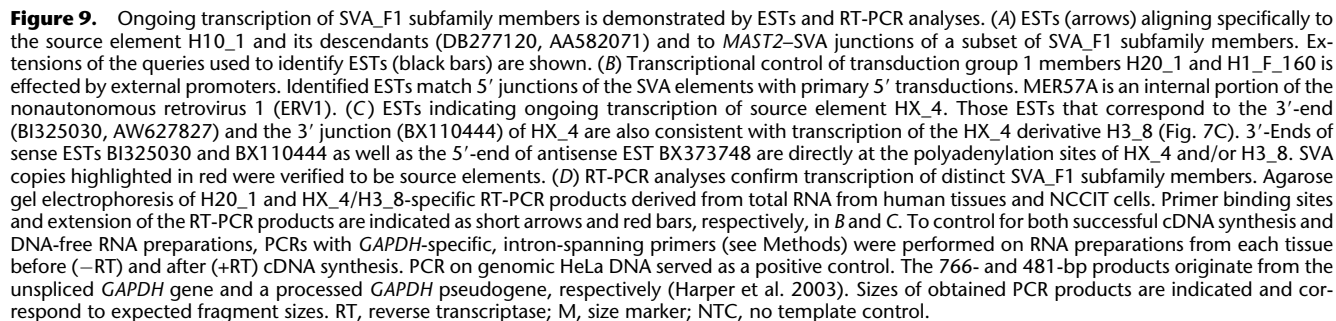 Figure 9. Ongoing transcription of SVA_F1 subfamily members is demonstrated by ESTs and RT-PCR analyses. (A) ESTs (arrows) aligning specifically to
the source element H10_1 and its descendants (DB277120, AA582071) and to MAST2–SVA junctions of a subset of SVA_F1 subfamily members. Ex-
tensions of the queries used to identify ESTs (black bars) are shown. (B) Transcriptional control of transduction group 1 members H20_1 and H1_F_160 is
effected by external promoters. Identified ESTs match 5′ junctions of the SVA elements with primary 5′ transductions. MER57A is an internal portion of the
nonautonomous retrovirus 1 (ERV1). (C) ESTs indicating ongoing transcription of source element HX_4. Those ESTs that correspond to the 3′-end
(BI325030, AW627827) and the 3′ junction (BX110444) of HX_4 are also consistent with transcription of the HX_4 derivative H3_8 (Fig. 7C). 3′-Ends of
sense ESTs BI325030 and BX110444 as well as the 5′-end of antisense EST BX373748 are directly at the polyadenylation sites of HX_4 and/or H3_8. SVA
copies highlighted in red were verified to be source elements. (D) RT-PCR analyses confirm transcription of distinct SVA_F1 subfamily members. Agarose
gel electrophoresis of H20_1 and HX_4/H3_8-specific RT-PCR products derived from total RNA from human tissues and NCCIT cells. Primer binding sites
and extension of the RT-PCR products are indicated as short arrows and red bars, respectively, in B and C. To control for both successful cDNA synthesis and
DNA-free RNA preparations, PCRs with GAPDH-specific, intron-spanning primers (see Methods) were performed on RNA preparations from each tissue
before (−RT) and after (+RT) cDNA synthesis. PCR on genomic HeLa DNA served as a positive control. The 766- and 481-bp products originate from the
unspliced GAPDH gene and a processed GAPDH pseudogene, respectively (Harper et al. 2003). Sizes of obtained PCR products are indicated and cor-
respond to expected fragment sizes. RT, reverse transcriptase; M, size marker; NTC, no template control.